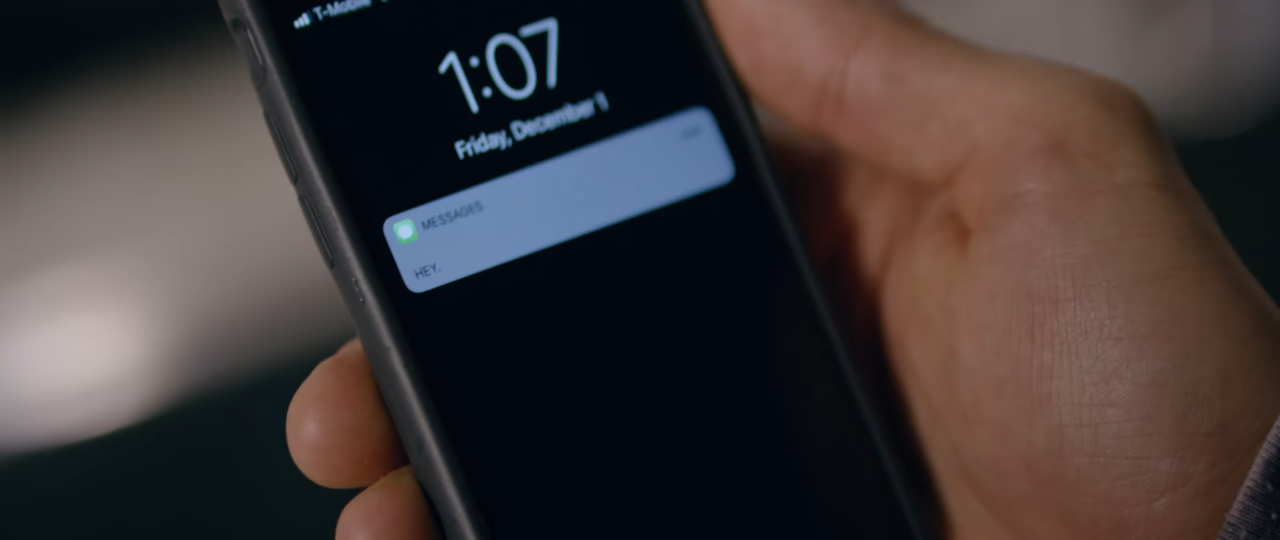 T-Mobile
1:07
Friday, December 1
MESSAGES
HEY.